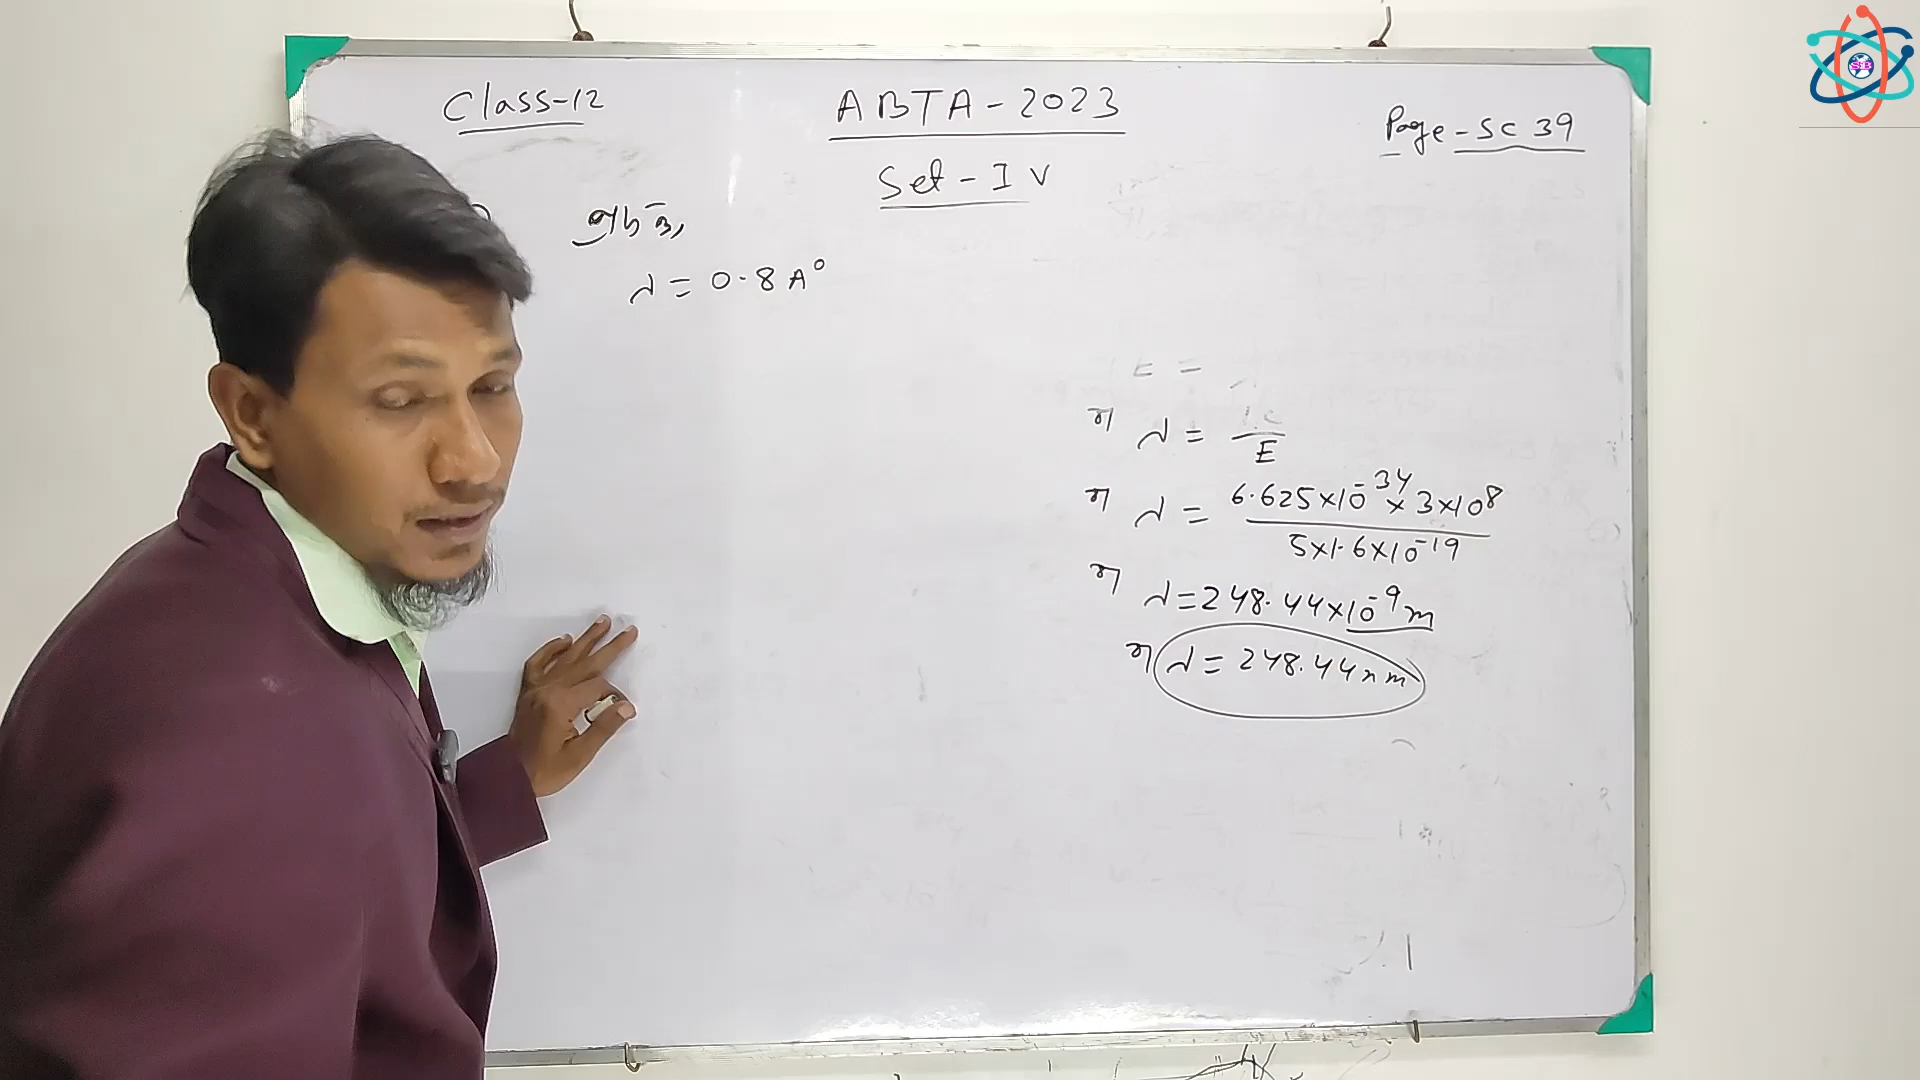 Class-12
ABTA - 2023
Page - SC 39
Set - IV
λ = 0.8 A°
E =
বা λ = / E
বা λ = 6.625×10⁻³⁴ × 3×10⁸ / 5×1.6×10⁻¹⁹
বা λ = 248.44×10⁻⁹ m
বা λ = 248.44 nm
SB